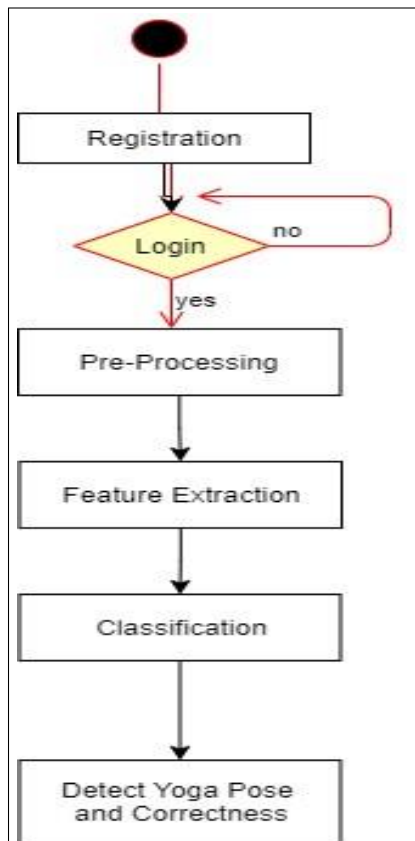 Registration
Login
no
yes
Pre-Processing
Feature Extraction
Classification
Detect Yoga Pose
and Correctness